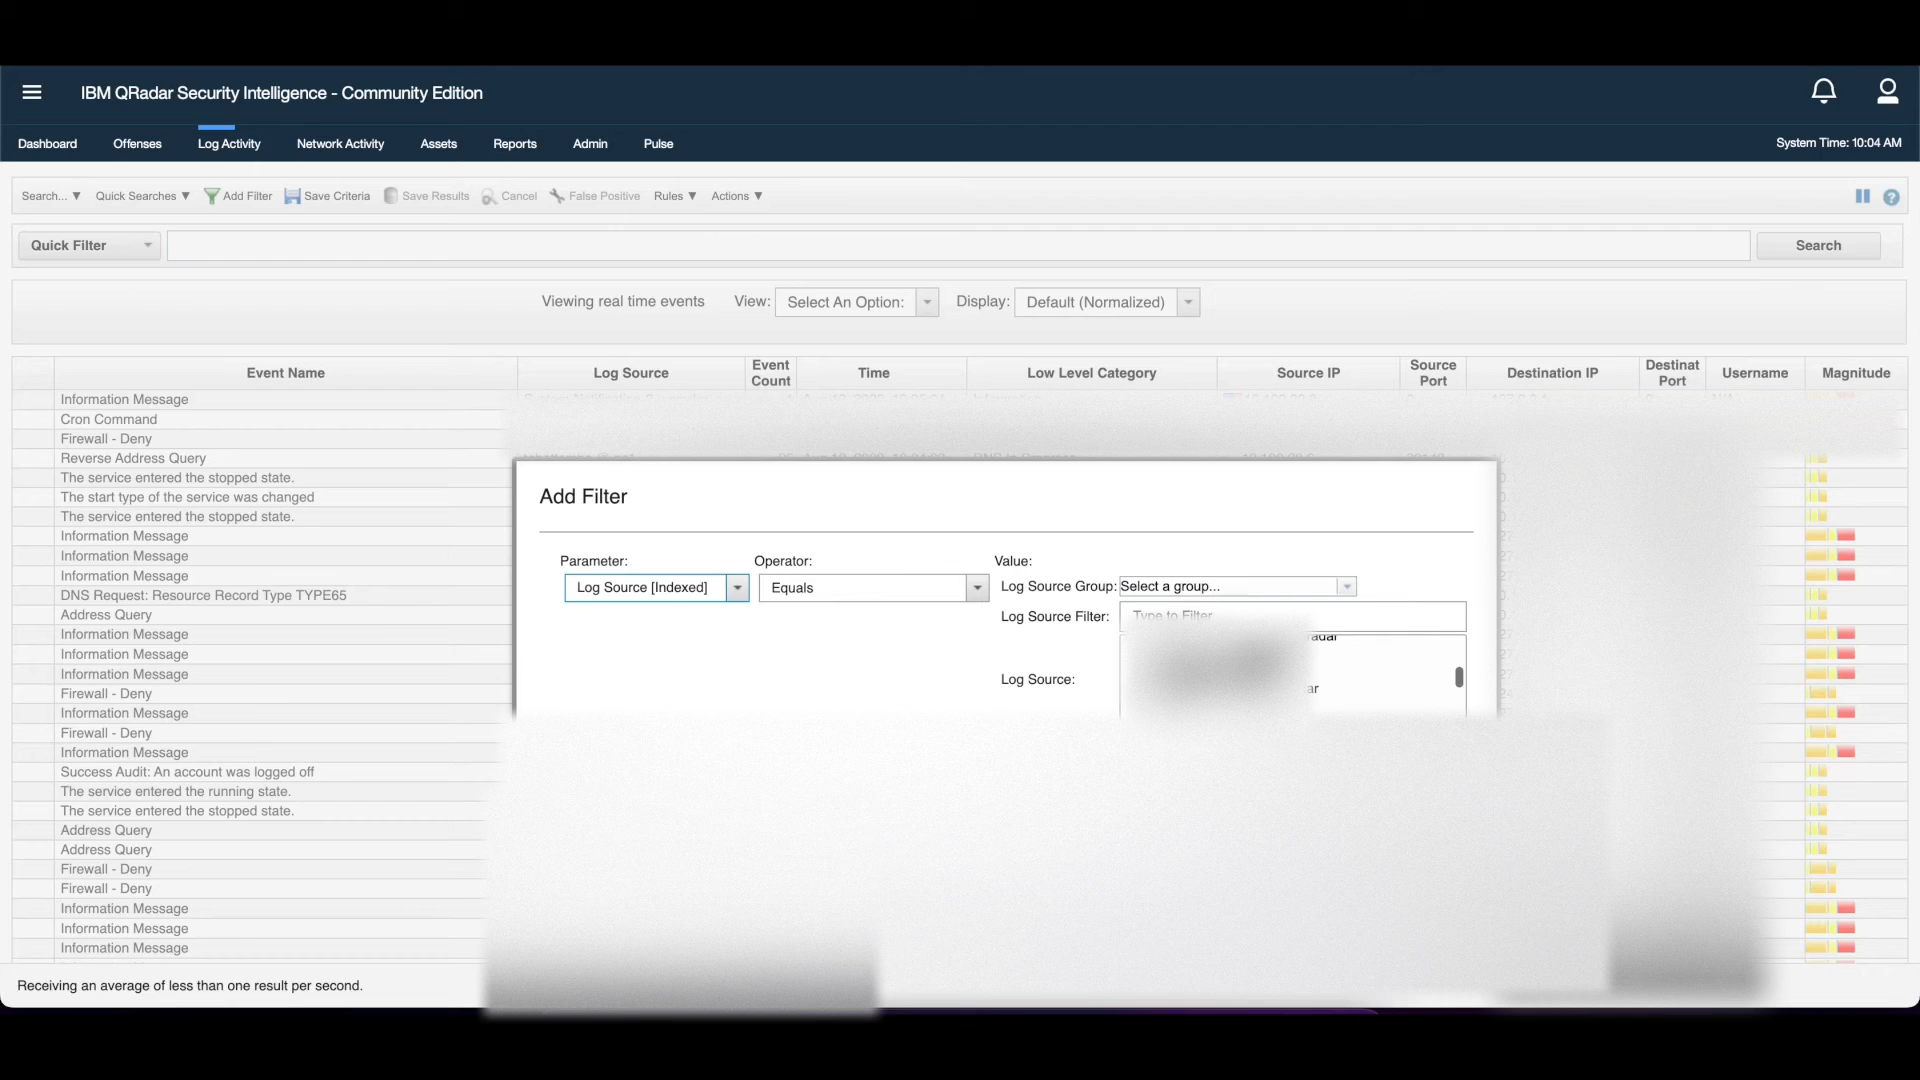 IBM QRadar Security Intelligence - Community Edition
Dashboard Offenses Log Activity Network Activity Assets Reports Admin Pulse System Time: 10:04 AM
Search... Quick Searches Add Filter Save Criteria Save Results Cancel False Positive Rules Actions
Quick Filter Search
Viewing real time events View: Select An Option: Display: Default (Normalized)
Event Name Log Source Event Count Time Low Level Category Source IP Source Port Destination IP Destinat Port Username Magnitude
Information Message
Cron Command
Firewall - Deny
Reverse Address Query
The service entered the stopped state.
The start type of the service was changed
The service entered the stopped state.
Information Message
Information Message
Information Message
DNS Request: Resource Record Type TYPE65
Address Query
Information Message
Information Message
Information Message
Firewall - Deny
Information Message
Firewall - Deny
Information Message
Success Audit: An account was logged off
The service entered the running state.
The service entered the stopped state.
Address Query
Address Query
Firewall - Deny
Firewall - Deny
Information Message
Information Message
Information Message
Add Filter
Parameter: Operator: Value:
Log Source [Indexed] Equals Log Source Group: Select a group...
Log Source Filter: Type to Filter
Log Source:
Receiving an average of less than one result per second.